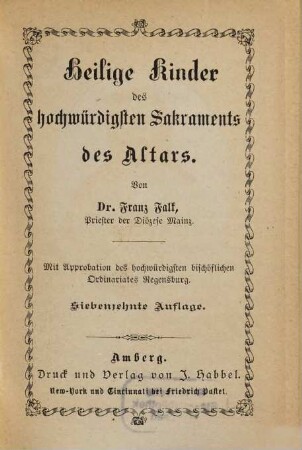 Heilige Kinder
des
hochwürdigsten Sakraments
des Altars.
Von
Dr. Franz Falk,
Priester der Diözese Mainz.
Mit Approbation des hochwürdigsten bischöflichen
Ordinariates Regensburg.
Siebenzehnte Auflage.
Amberg.
Druck und Verlag von J. Habbel.
New-York und Cincinnati bei Friedrich Pustet.